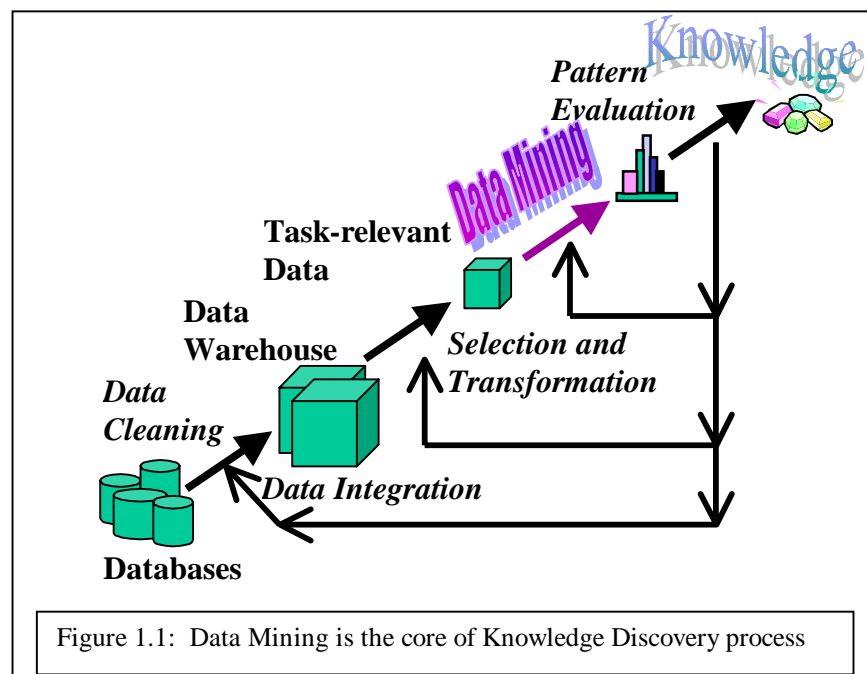 Knowledge
Pattern
Evaluation
Data Mining
Task-relevant
Data
Data
Warehouse
Selection and
Transformation
Data
Cleaning
Data Integration
Databases
Figure 1.1: Data Mining is the core of Knowledge Discovery process